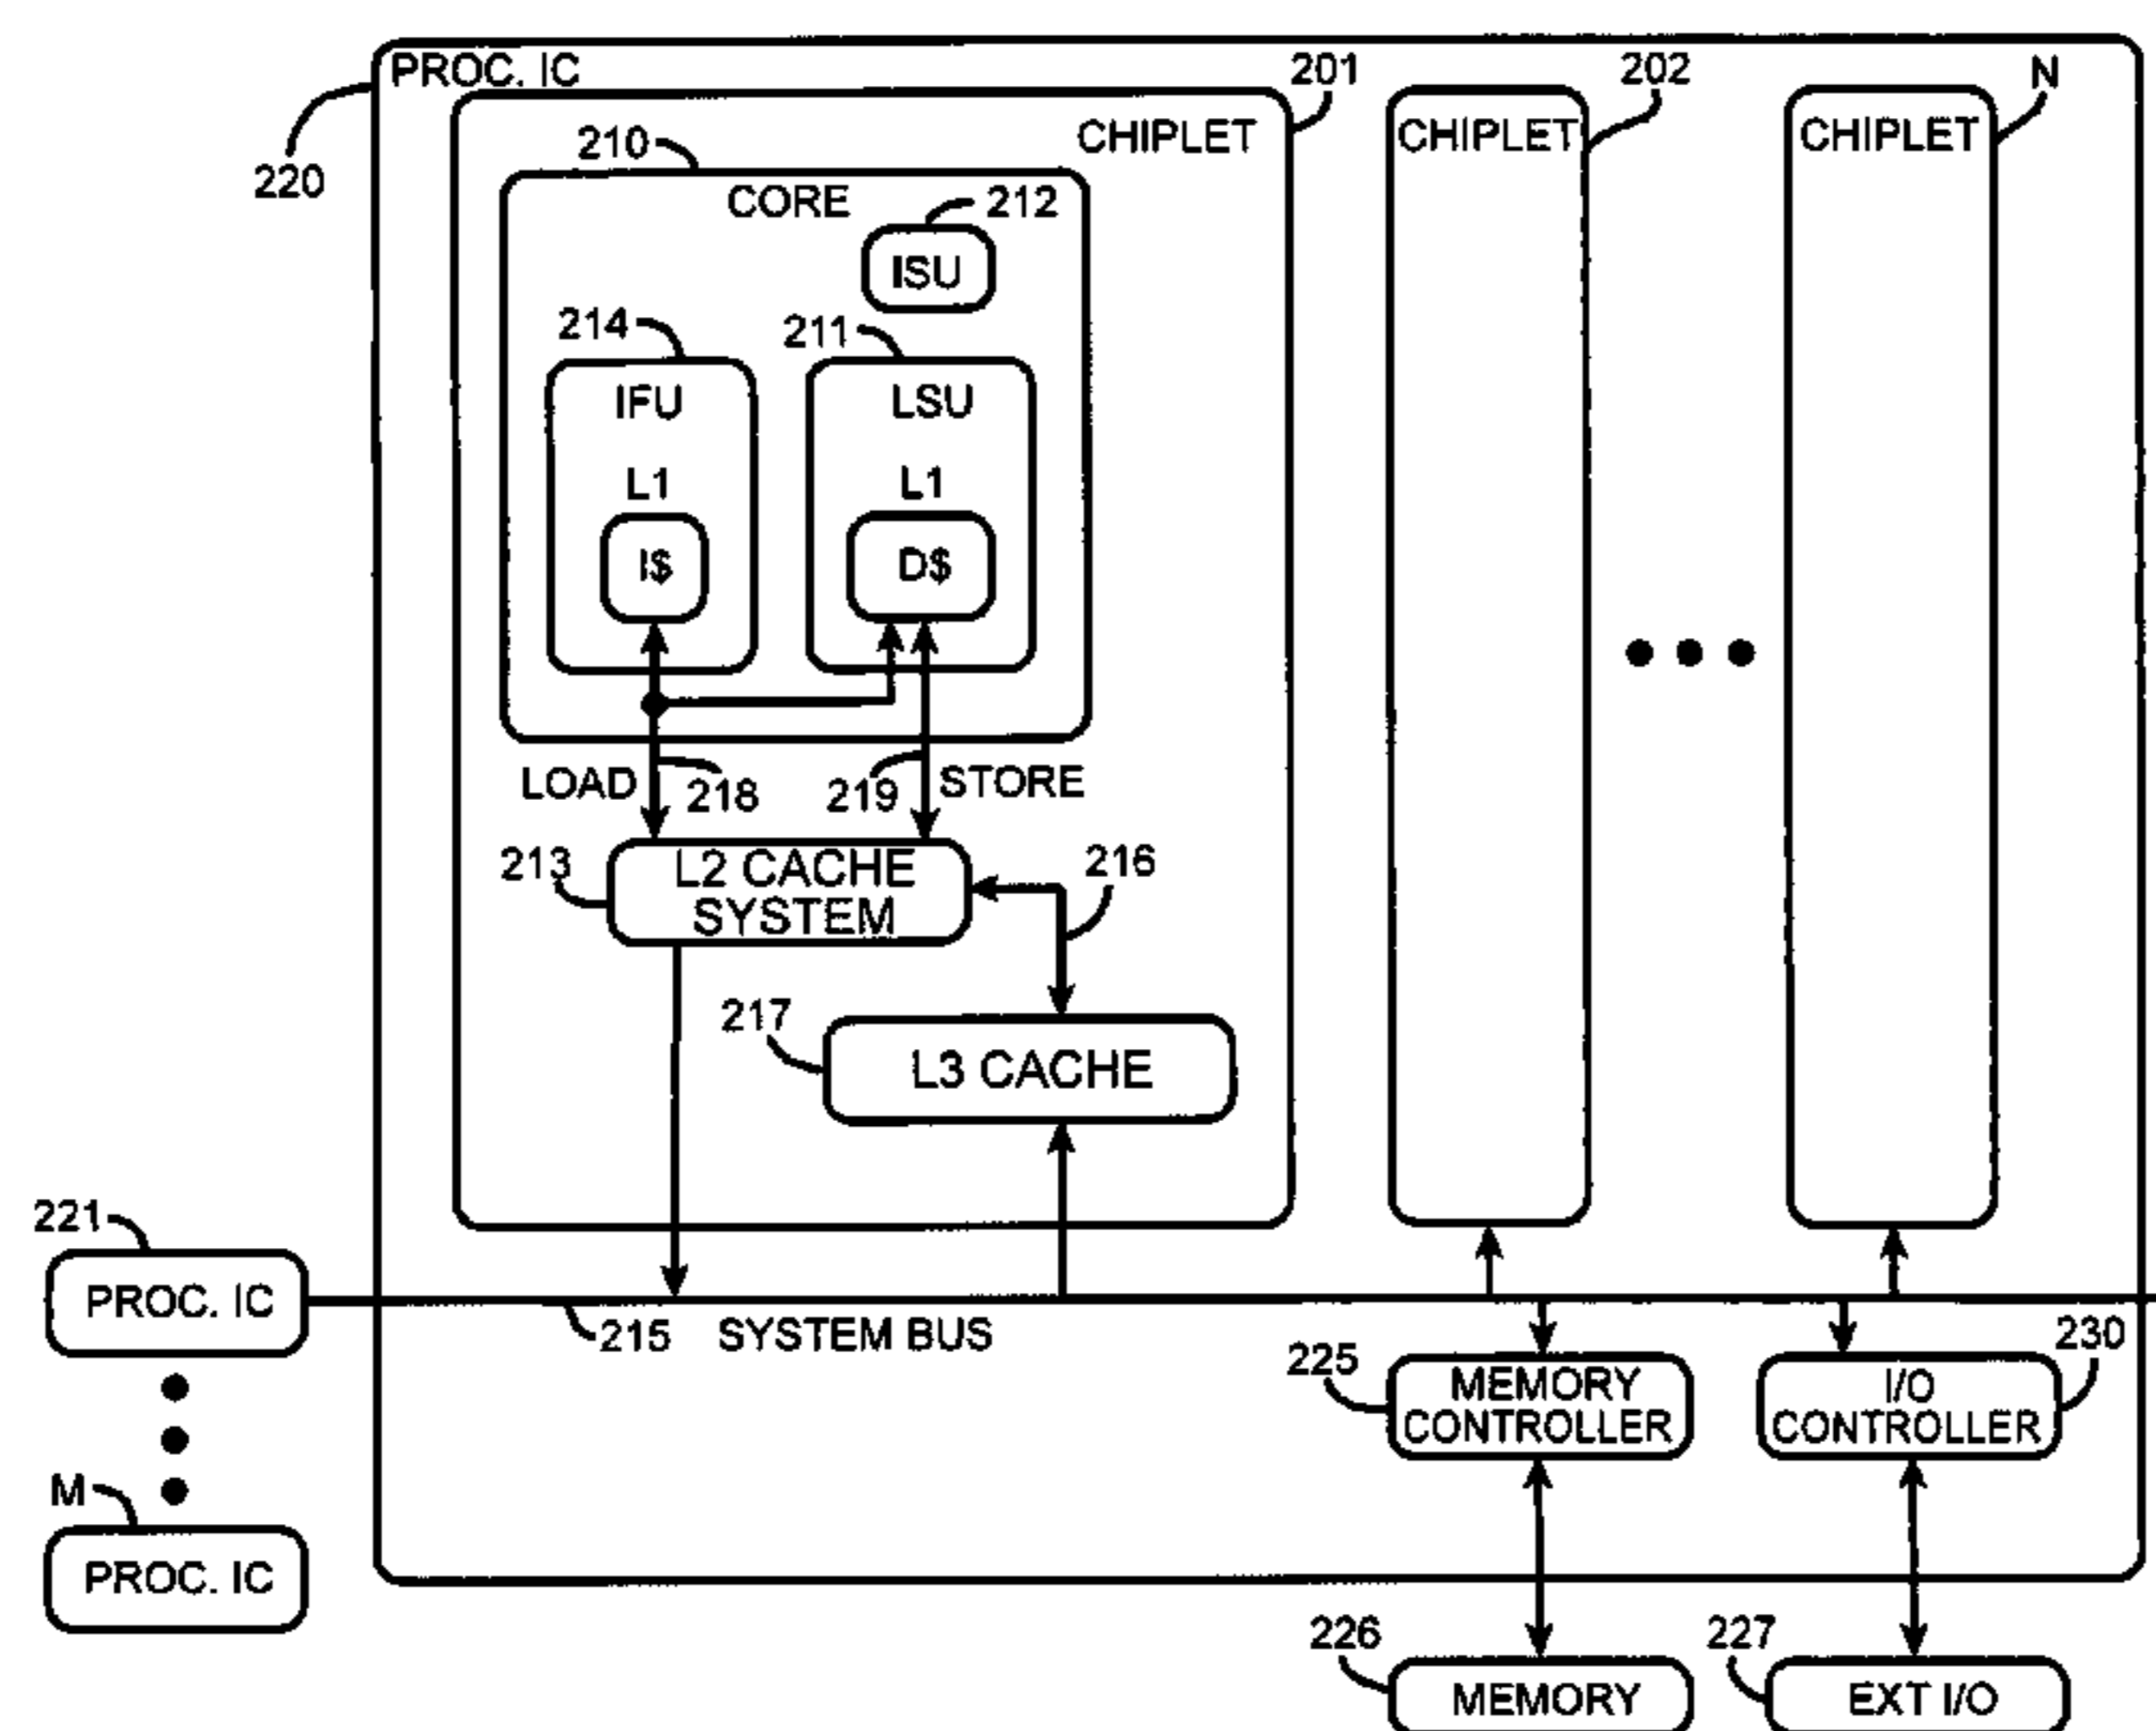 PROC. IC
201
202
N
CHIPLET
CHIPLET
CHIPLET
220
210
CORE
212
ISU
214
211
IFU
LSU
L1
L1
I$
D$
LOAD
218
219
STORE
213
L2 CACHE
SYSTEM
216
217
L3 CACHE
221
PROC. IC
215
SYSTEM BUS
225
MEMORY
CONTROLLER
I/O
CONTROLLER
230
M
PROC. IC
226
MEMORY
227
EXT I/O